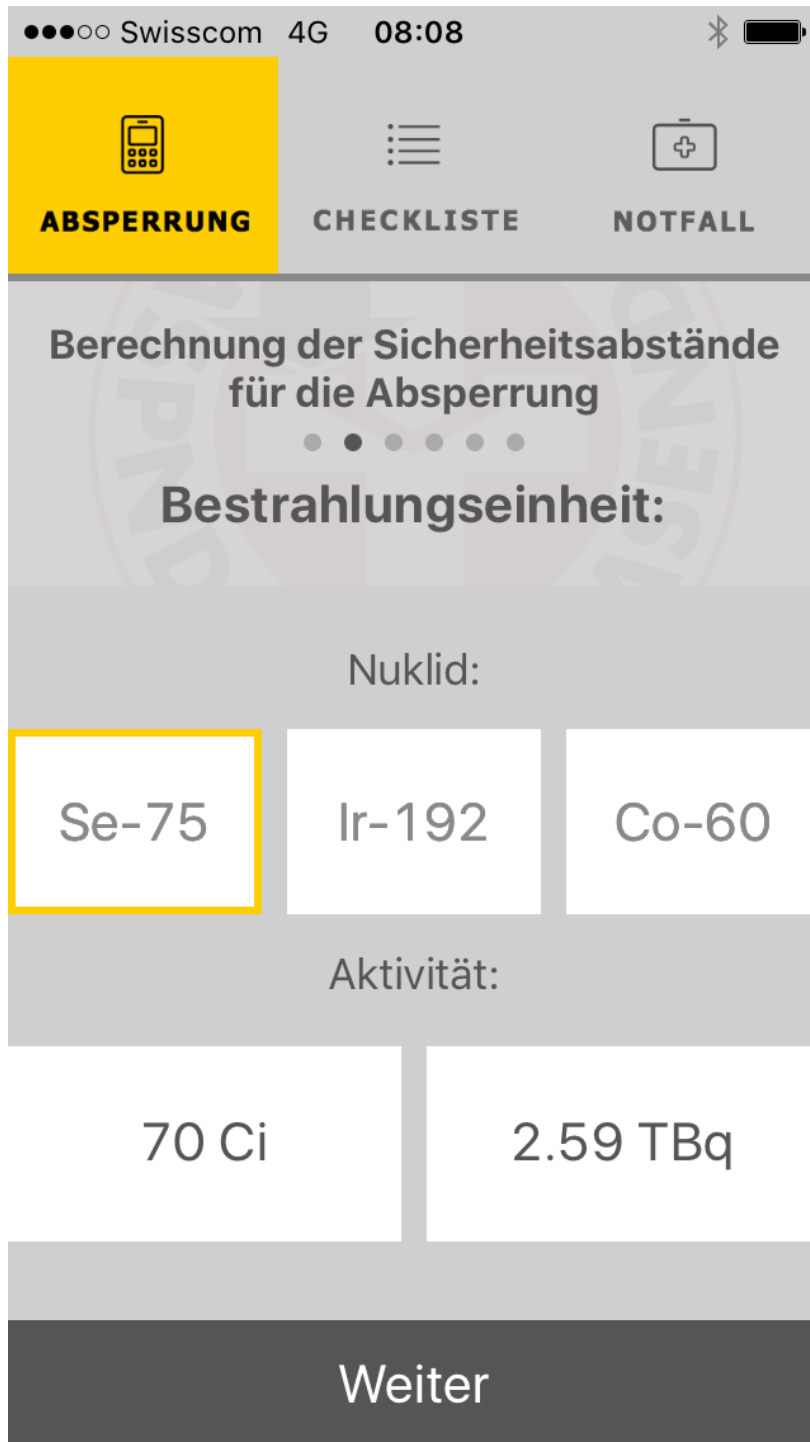 Swisscom 4G 08:08
ABSPERRUNG CHECKLISTE NOTFALL
Berechnung der Sicherheitsabstände
für die Absperrung
Bestrahlungseinheit:
Nuklid:
Se-75 Ir-192 Co-60
Aktivität:
70 Ci 2.59 TBq
Weiter